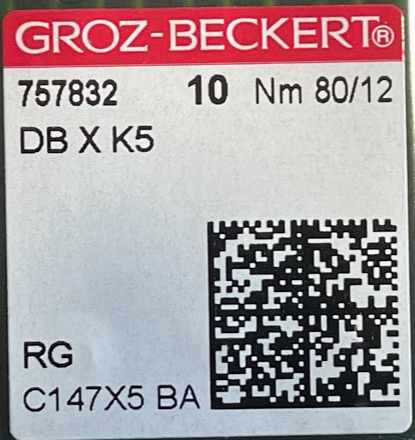 GROZ-BECKERT®
757832 10 Nm 80/12
DB X K5
RG
C147X5 BA